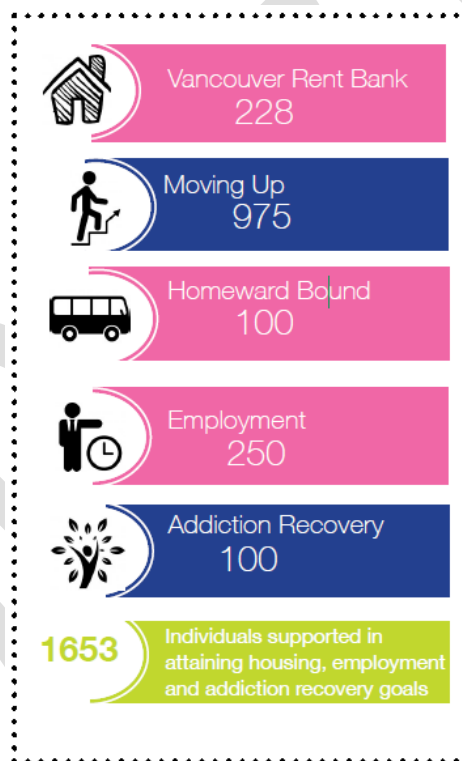 Vancouver Rent Bank
228
Moving Up
975
Homeward Bound
100
Employment
250
Addiction Recovery
100
1653
Individuals supported in
attaining housing, employment
and addiction recovery goals